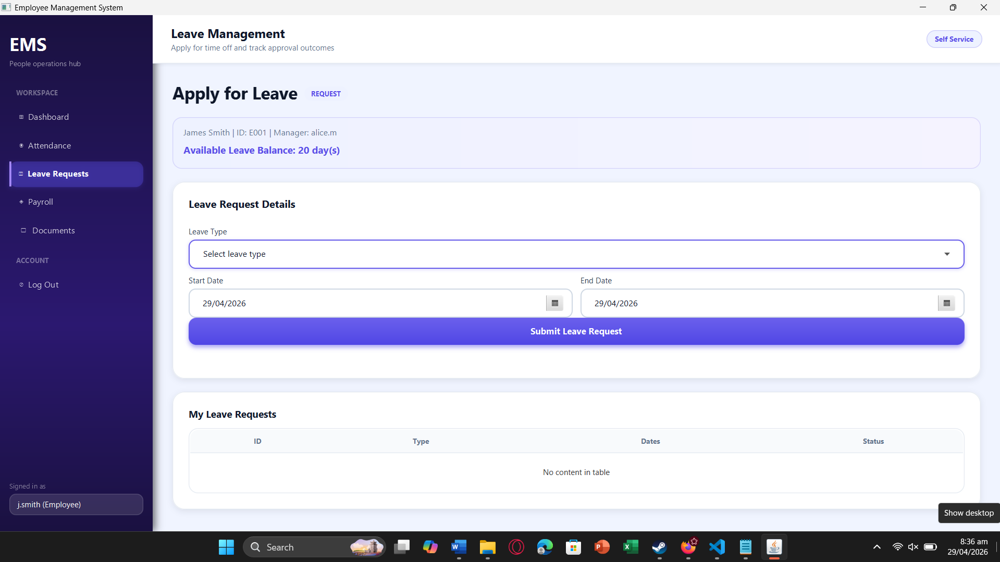 Employee Management System
EMS
People operations hub
WORKSPACE
Dashboard
Attendance
Leave Requests
Payroll
Documents
ACCOUNT
Log Out
Signed in as
j.smith (Employee)
Leave Management
Apply for time off and track approval outcomes
Self Service
Apply for Leave REQUEST
James Smith | ID: E001 | Manager: alice.m
Available Leave Balance: 20 day(s)
Leave Request Details
Leave Type
Select leave type
Start Date End Date
29/04/2026 29/04/2026
Submit Leave Request
My Leave Requests
ID Type Dates Status
No content in table
Show desktop
Search
8:36 am
29/04/2026